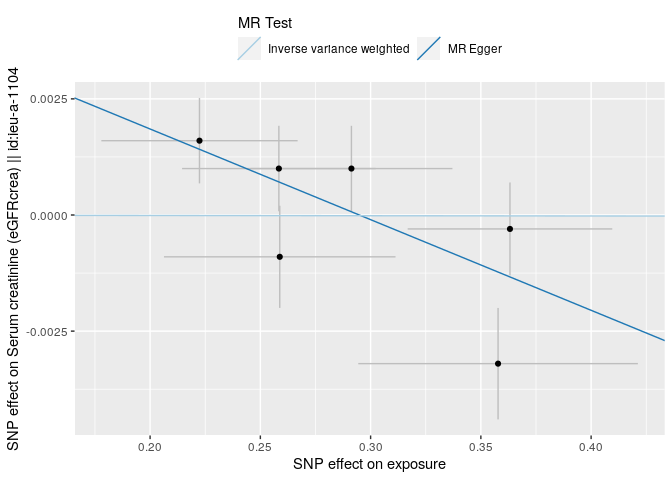 MR Test
Inverse variance weighted
MR Egger
SNP effect on Serum creatinine (eGFRcrea) || id:ieu-a-1104
0.0025
0.0000
-0.0025
0.20
0.25
0.30
0.35
0.40
SNP effect on exposure